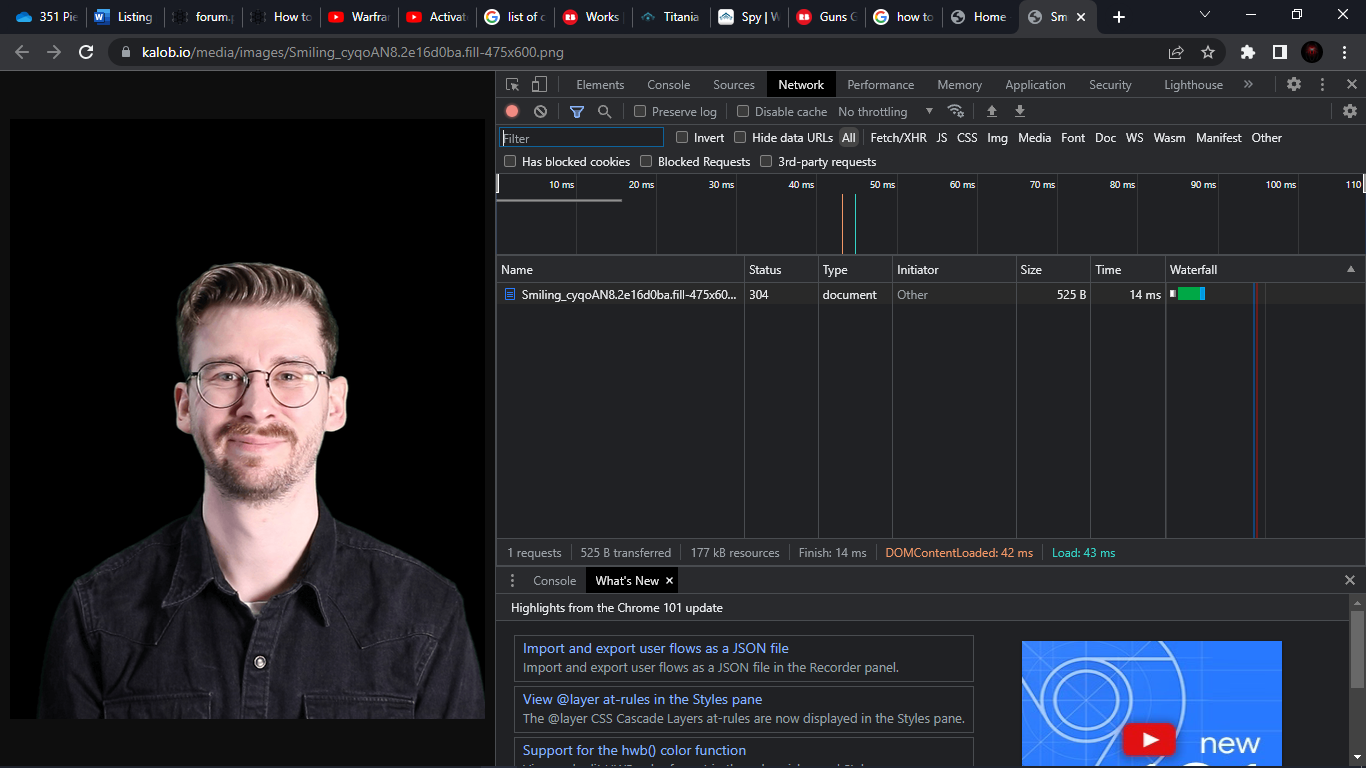 351 Pie
Listing
forum.p
How to
Warfra
Activat
list of c
Works
Titania
Spy | W
Guns G
how to
Home
Sm
kalob.io/media/images/Smiling_cyqoAN8.2e16d0ba.fill-475x600.png
Elements Console Sources Network Performance Memory Application Security Lighthouse
Preserve log Disable cache No throttling
Filter Invert Hide data URLs All Fetch/XHR JS CSS Img Media Font Doc WS Wasm Manifest Other
Has blocked cookies Blocked Requests 3rd-party requests
10 ms 20 ms 30 ms 40 ms 50 ms 60 ms 70 ms 80 ms 90 ms 100 ms 110
Name Status Type Initiator Size Time Waterfall
Smiling_cyqoAN8.2e16d0ba.fill-475x60... 304 document Other 525 B 14 ms
1 requests 525 B transferred 177 kB resources Finish: 14 ms DOMContentLoaded: 42 ms Load: 43 ms
Console What's New
Highlights from the Chrome 101 update
Import and export user flows as a JSON file
Import and export user flows as a JSON file in the Recorder panel.
View @layer at-rules in the Styles pane
The @layer CSS Cascade Layers at-rules are now displayed in the Styles pane.
Support for the hwb() color function
new